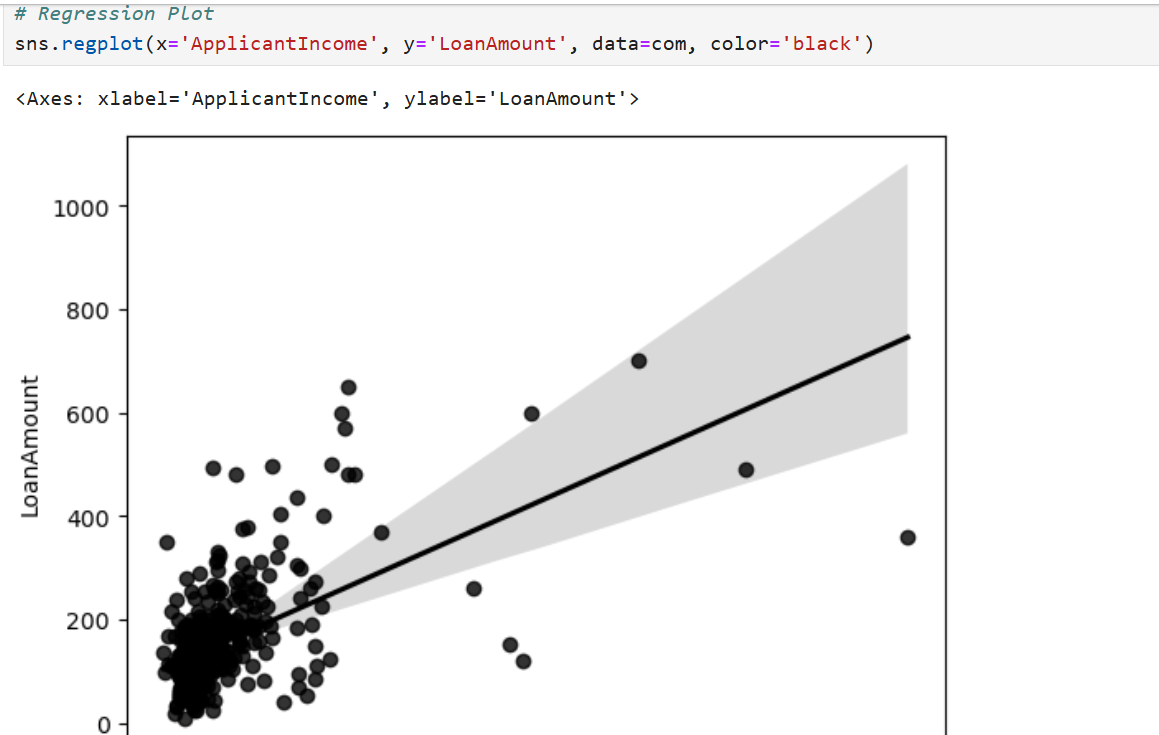 # Regression Plot
sns.regplot(x='ApplicantIncome', y='LoanAmount', data=com, color='black')
<Axes: xlabel='ApplicantIncome', ylabel='LoanAmount'>
1000
800
600
400
200
0
LoanAmount